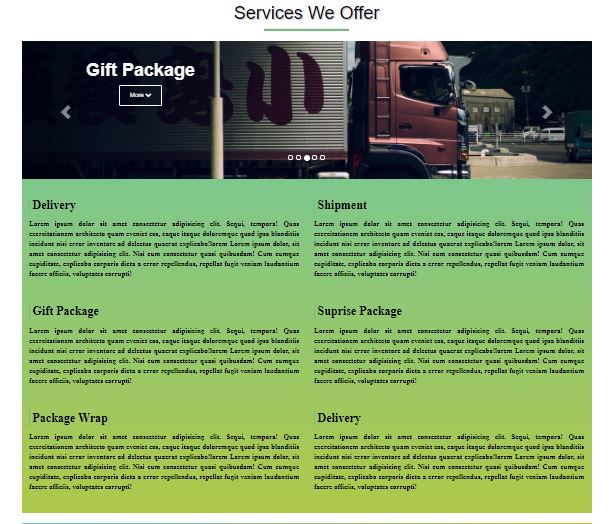 Services We Offer
Gift Package
More
Delivery
Lorem ipsum dolor sit amet consectetur adipisicing elit. Sequi, tempora! Quas
exercitationem architecto quam eveniet eos, eaque itaque doloremque quod ipsa blanditiis
incidunt nisi error inventore ad delectus quaerat explicabo!lorem Lorem ipsum dolor, sit
amet consectetur adipisicing elit. Nisi eum consectetur quasi quibusdam! Cum cumque
cupiditate, explicabo corporis dicta a error repellendus, repellat fugit veniam laudantium
facere officiis, voluptates corrupti!
Shipment
Lorem ipsum dolor sit amet consectetur adipisicing elit. Sequi, tempora! Quas
exercitationem architecto quam eveniet eos, eaque itaque doloremque quod ipsa blanditiis
incidunt nisi error inventore ad delectus quaerat explicabo!lorem Lorem ipsum dolor, sit
amet consectetur adipisicing elit. Nisi eum consectetur quasi quibusdam! Cum cumque
cupiditate, explicabo corporis dicta a error repellendus, repellat fugit veniam laudantium
facere officiis, voluptates corrupti!
Gift Package
Lorem ipsum dolor sit amet consectetur adipisicing elit. Sequi, tempora! Quas
exercitationem architecto quam eveniet eos, eaque itaque doloremque quod ipsa blanditiis
incidunt nisi error inventore ad delectus quaerat explicabo!lorem Lorem ipsum dolor, sit
amet consectetur adipisicing elit. Nisi eum consectetur quasi quibusdam! Cum cumque
cupiditate, explicabo corporis dicta a error repellendus, repellat fugit veniam laudantium
facere officiis, voluptates corrupti!
Suprise Package
Lorem ipsum dolor sit amet consectetur adipisicing elit. Sequi, tempora! Quas
exercitationem architecto quam eveniet eos, eaque itaque doloremque quod ipsa blanditiis
incidunt nisi error inventore ad delectus quaerat explicabo!lorem Lorem ipsum dolor, sit
amet consectetur adipisicing elit. Nisi eum consectetur quasi quibusdam! Cum cumque
cupiditate, explicabo corporis dicta a error repellendus, repellat fugit veniam laudantium
facere officiis, voluptates corrupti!
Package Wrap
Lorem ipsum dolor sit amet consectetur adipisicing elit. Sequi, tempora! Quas
exercitationem architecto quam eveniet eos, eaque itaque doloremque quod ipsa blanditiis
incidunt nisi error inventore ad delectus quaerat explicabo!lorem Lorem ipsum dolor, sit
amet consectetur adipisicing elit. Nisi eum consectetur quasi quibusdam! Cum cumque
cupiditate, explicabo corporis dicta a error repellendus, repellat fugit veniam laudantium
facere officiis, voluptates corrupti!
Delivery
Lorem ipsum dolor sit amet consectetur adipisicing elit. Sequi, tempora! Quas
exercitationem architecto quam eveniet eos, eaque itaque doloremque quod ipsa blanditiis
incidunt nisi error inventore ad delectus quaerat explicabo!lorem Lorem ipsum dolor, sit
amet consectetur adipisicing elit. Nisi eum consectetur quasi quibusdam! Cum cumque
cupiditate, explicabo corporis dicta a error repellendus, repellat fugit veniam laudantium
facere officiis, voluptates corrupti!